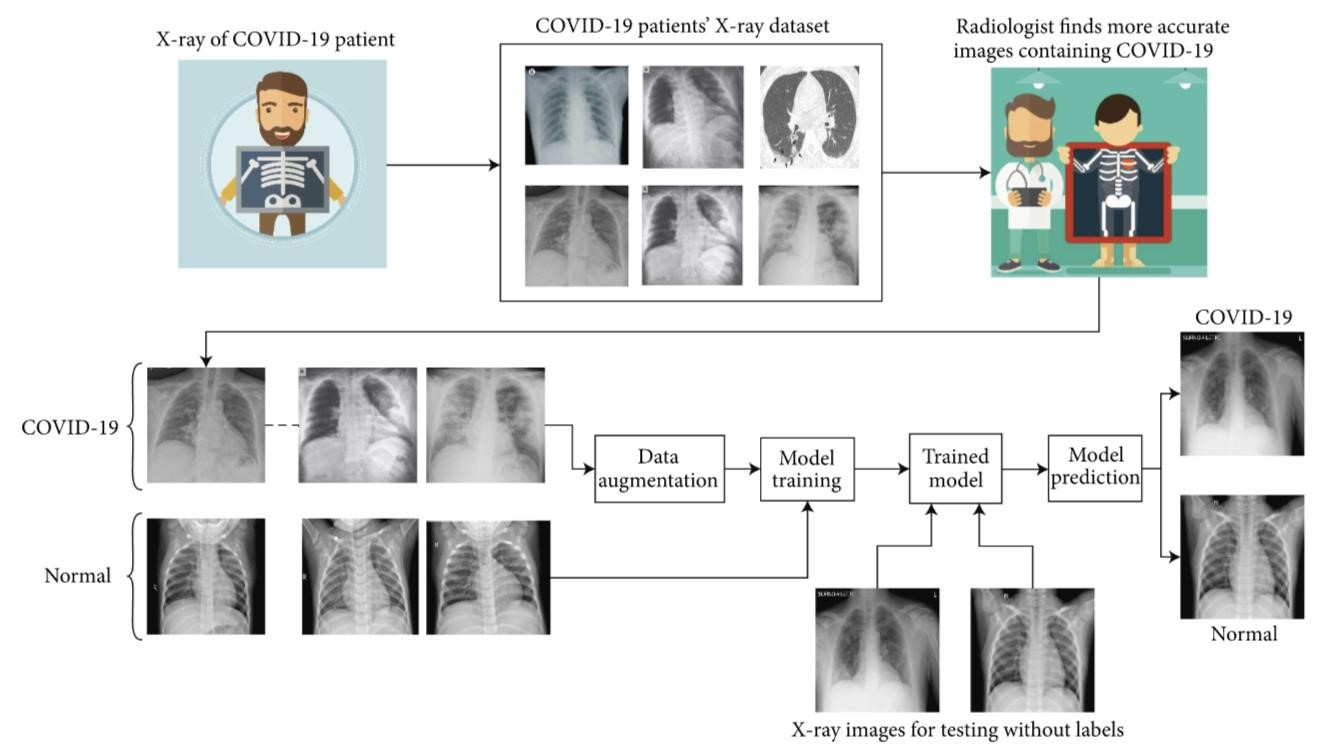 X-ray of COVID-19 patient
COVID-19 patients' X-ray dataset
Radiologist finds more accurate
images containing COVID-19
COVID-19
Data
augmentation
Model
training
Trained
model
Model
prediction
COVID-19
Normal
X-ray images for testing without labels
Normal